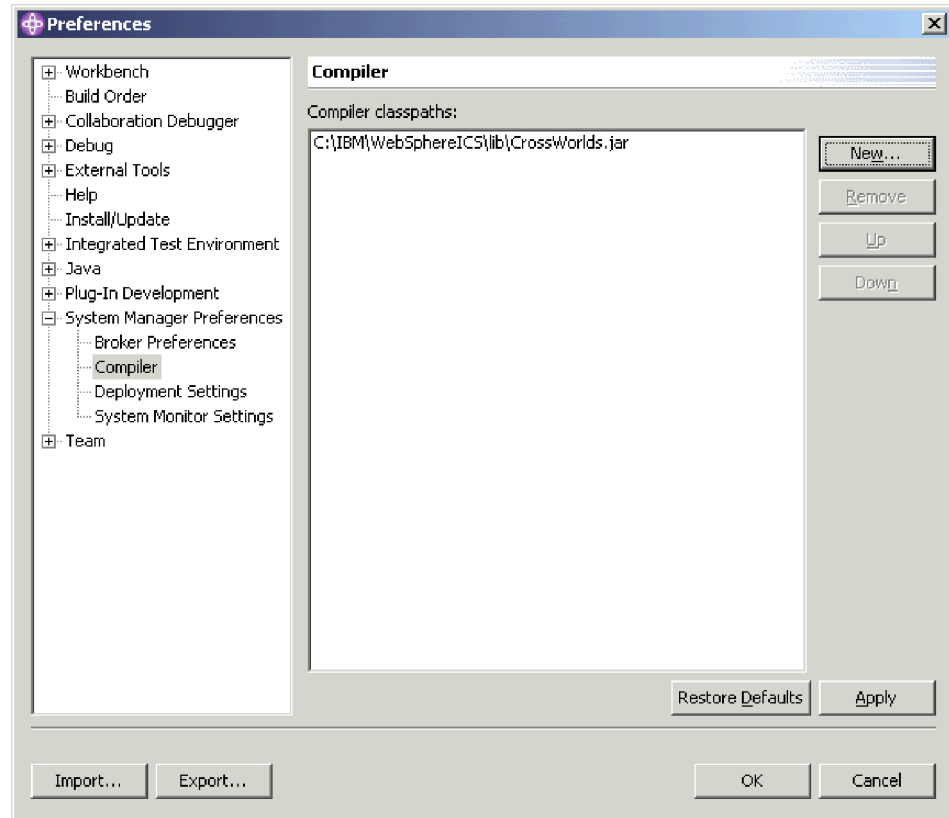 Preferences
Workbench
Build Order
Collaboration Debugger
Debug
External Tools
Help
Install/Update
Integrated Test Environment
Java
Plug-In Development
System Manager Preferences
Broker Preferences
Compiler
Deployment Settings
System Monitor Settings
Team
Compiler
Compiler classpaths:
C:\IBM\WebSphereICS\lib\CrossWorlds.jar
New...
Remove
Up
Down
Restore Defaults
Apply
Import...
Export...
OK
Cancel